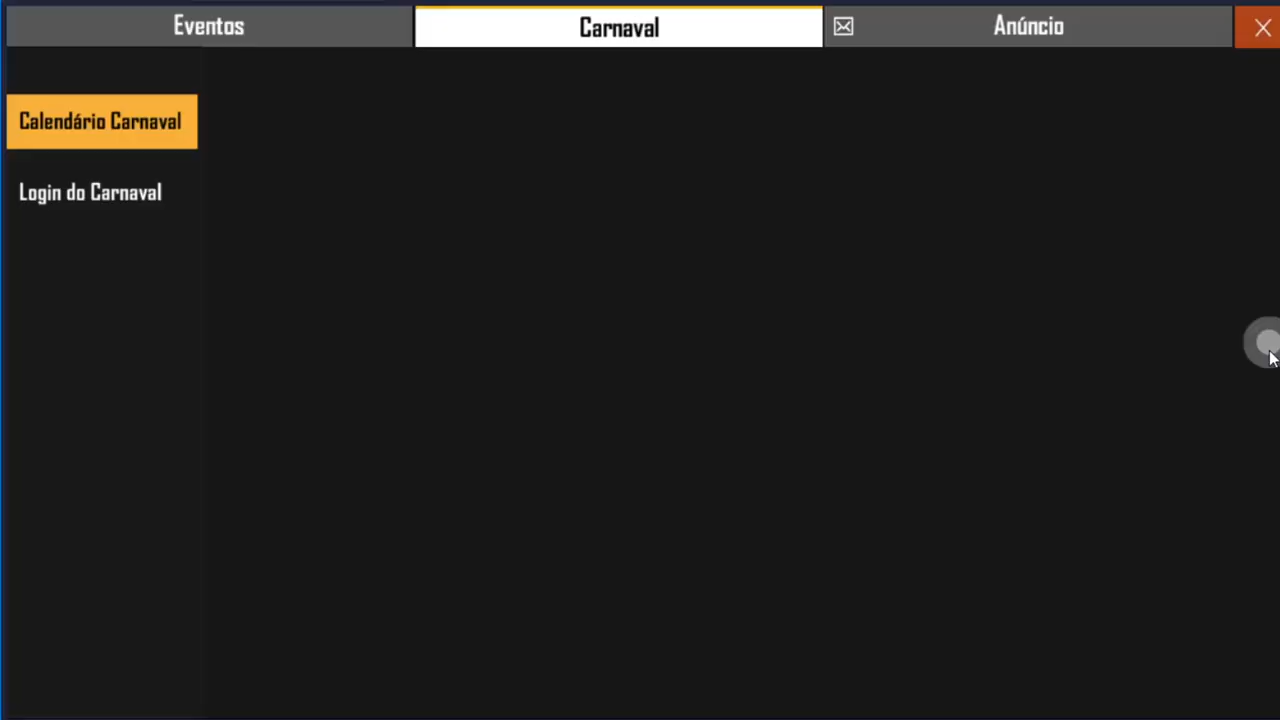 Eventos
Carnaval
Anúncio
Calendário Carnaval
Login do Carnaval